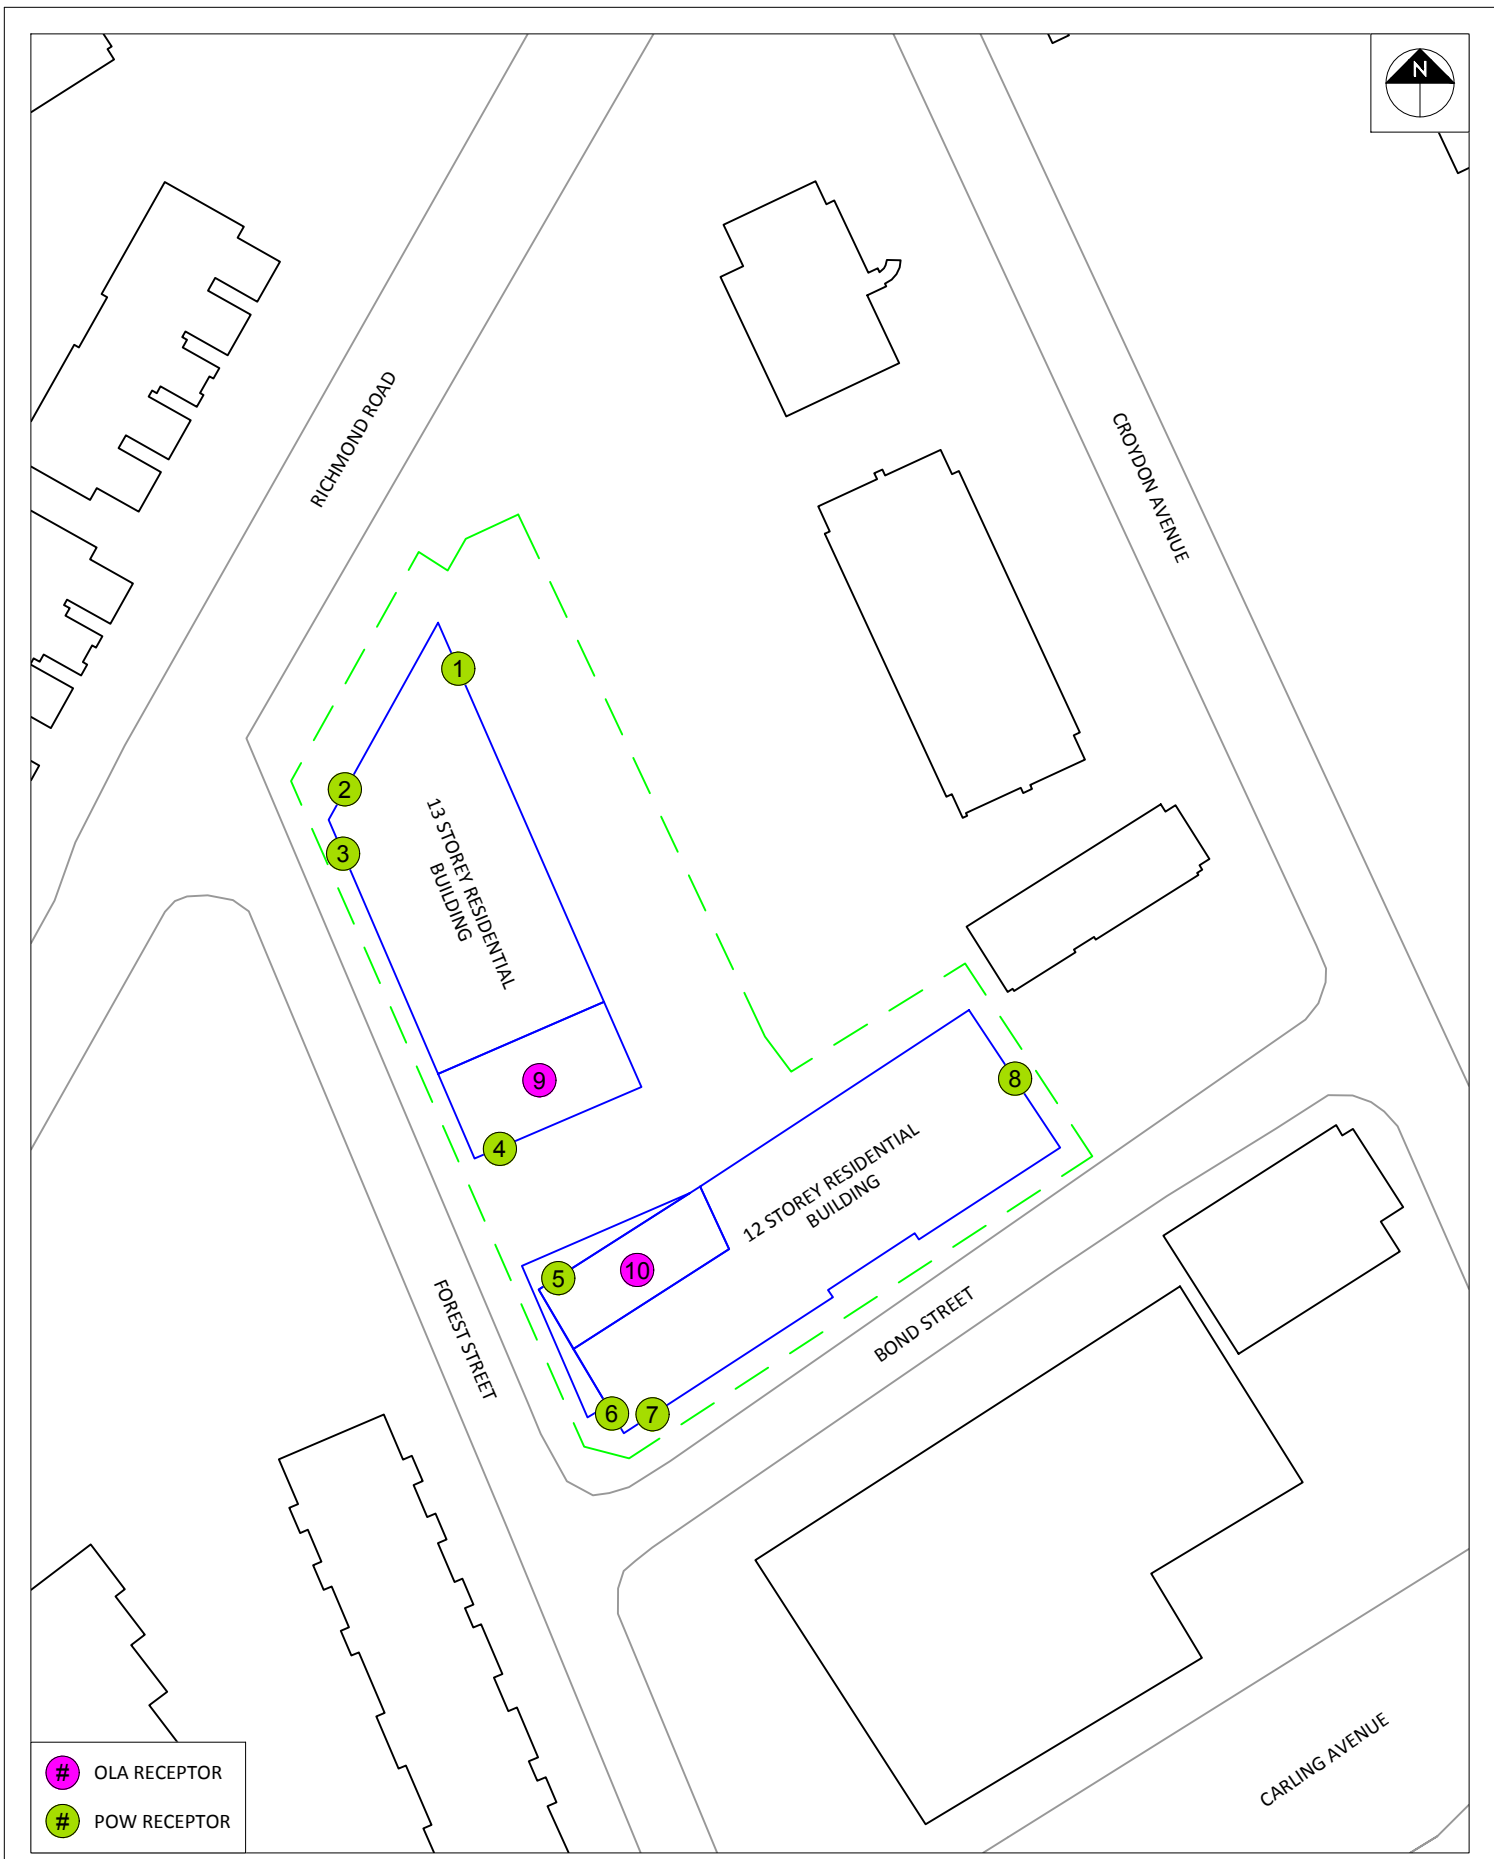 N
RICHMOND ROAD
CROYDON AVENUE
1
2
3
13 STOREY RESIDENTIAL
BUILDING
9
4
8
12 STOREY RESIDENTIAL
BUILDING
5
10
6
7
FOREST STREET
BOND STREET
CARLING AVENUE
# OLA RECEPTOR
# POW RECEPTOR